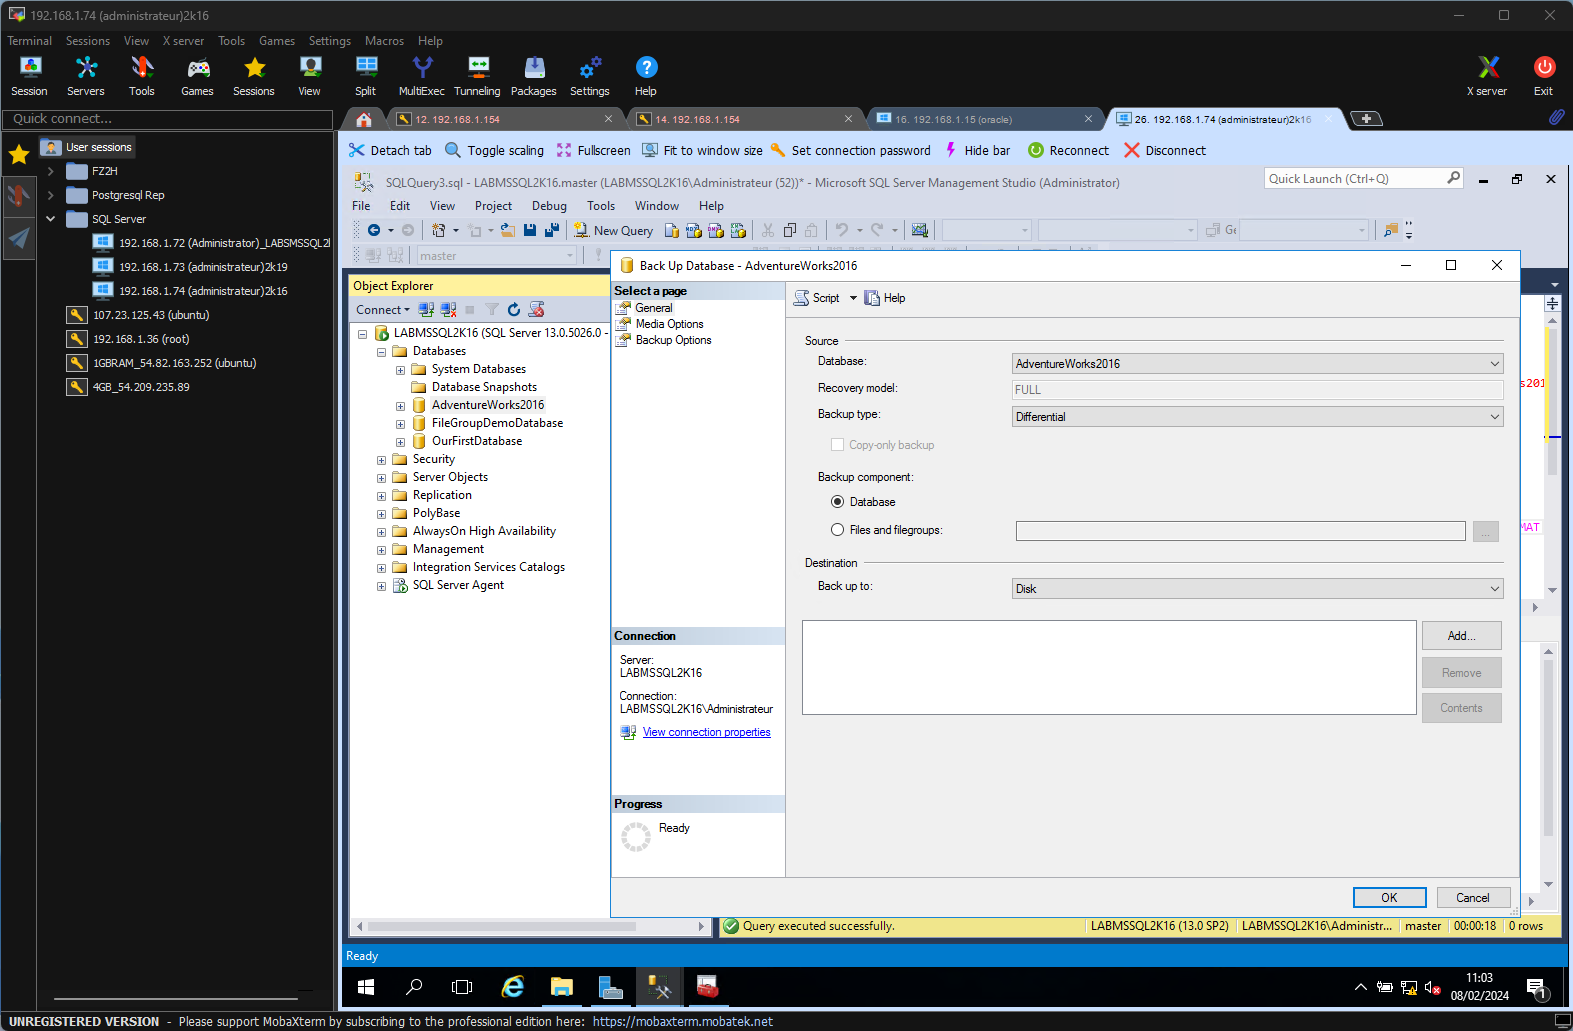 192.168.1.74 (administrateur)2k16
Terminal Sessions View X server Tools Games Settings Macros Help
Session Servers Tools Games Sessions View Split MultiExec Tunneling Packages Settings Help X server Exit
Quick connect...
12. 192.168.1.154
14. 192.168.1.154
16. 192.168.1.15 (oracle)
26. 192.168.1.74 (administrateur)2k16
User sessions
FZ2H
Postgresql Rep
SQL Server
192.168.1.72 (Administrator)_LABSMSSQL2
192.168.1.73 (administrateur)2k19
192.168.1.74 (administrateur)2k16
107.23.125.43 (ubuntu)
192.168.1.36 (root)
1GBRAM_54.82.163.252 (ubuntu)
4GB_54.209.235.89
Detach tab Toggle scaling Fullscreen Fit to window size Set connection password Hide bar Reconnect Disconnect
SQLQuery3.sql - LABMSSQL2K16.master (LABMSSQL2K16\Administrateur (52))* - Microsoft SQL Server Management Studio (Administrator)
Quick Launch (Ctrl+Q)
File Edit View Project Debug Tools Window Help
New Query
MDX DMX XML
Ge
master
Object Explorer
Connect
LABMSSQL2K16 (SQL Server 13.0.5026.0 -
Databases
System Databases
Database Snapshots
AdventureWorks2016
FileGroupDemoDatabase
OurFirstDatabase
Security
Server Objects
Replication
PolyBase
AlwaysOn High Availability
Management
Integration Services Catalogs
SQL Server Agent
Back Up Database - AdventureWorks2016
Select a page
General
Media Options
Backup Options
Script Help
Source
Database: AdventureWorks2016
Recovery model: FULL
Backup type: Differential
Copy-only backup
Backup component:
Database
Files and filegroups:
...
Destination
Back up to: Disk
Add...
Remove
Contents
Connection
Server:
LABMSSQL2K16
Connection:
LABMSSQL2K16\Administrateur
View connection properties
Progress
Ready
OK Cancel
s201
MAT
Query executed successfully.
LABMSSQL2K16 (13.0 SP2) LABMSSQL2K16\Administr... master 00:00:18 0 rows
Ready
11:03
08/02/2024
1
UNREGISTERED VERSION - Please support MobaXterm by subscribing to the professional edition here: https://mobaxterm.mobatek.net